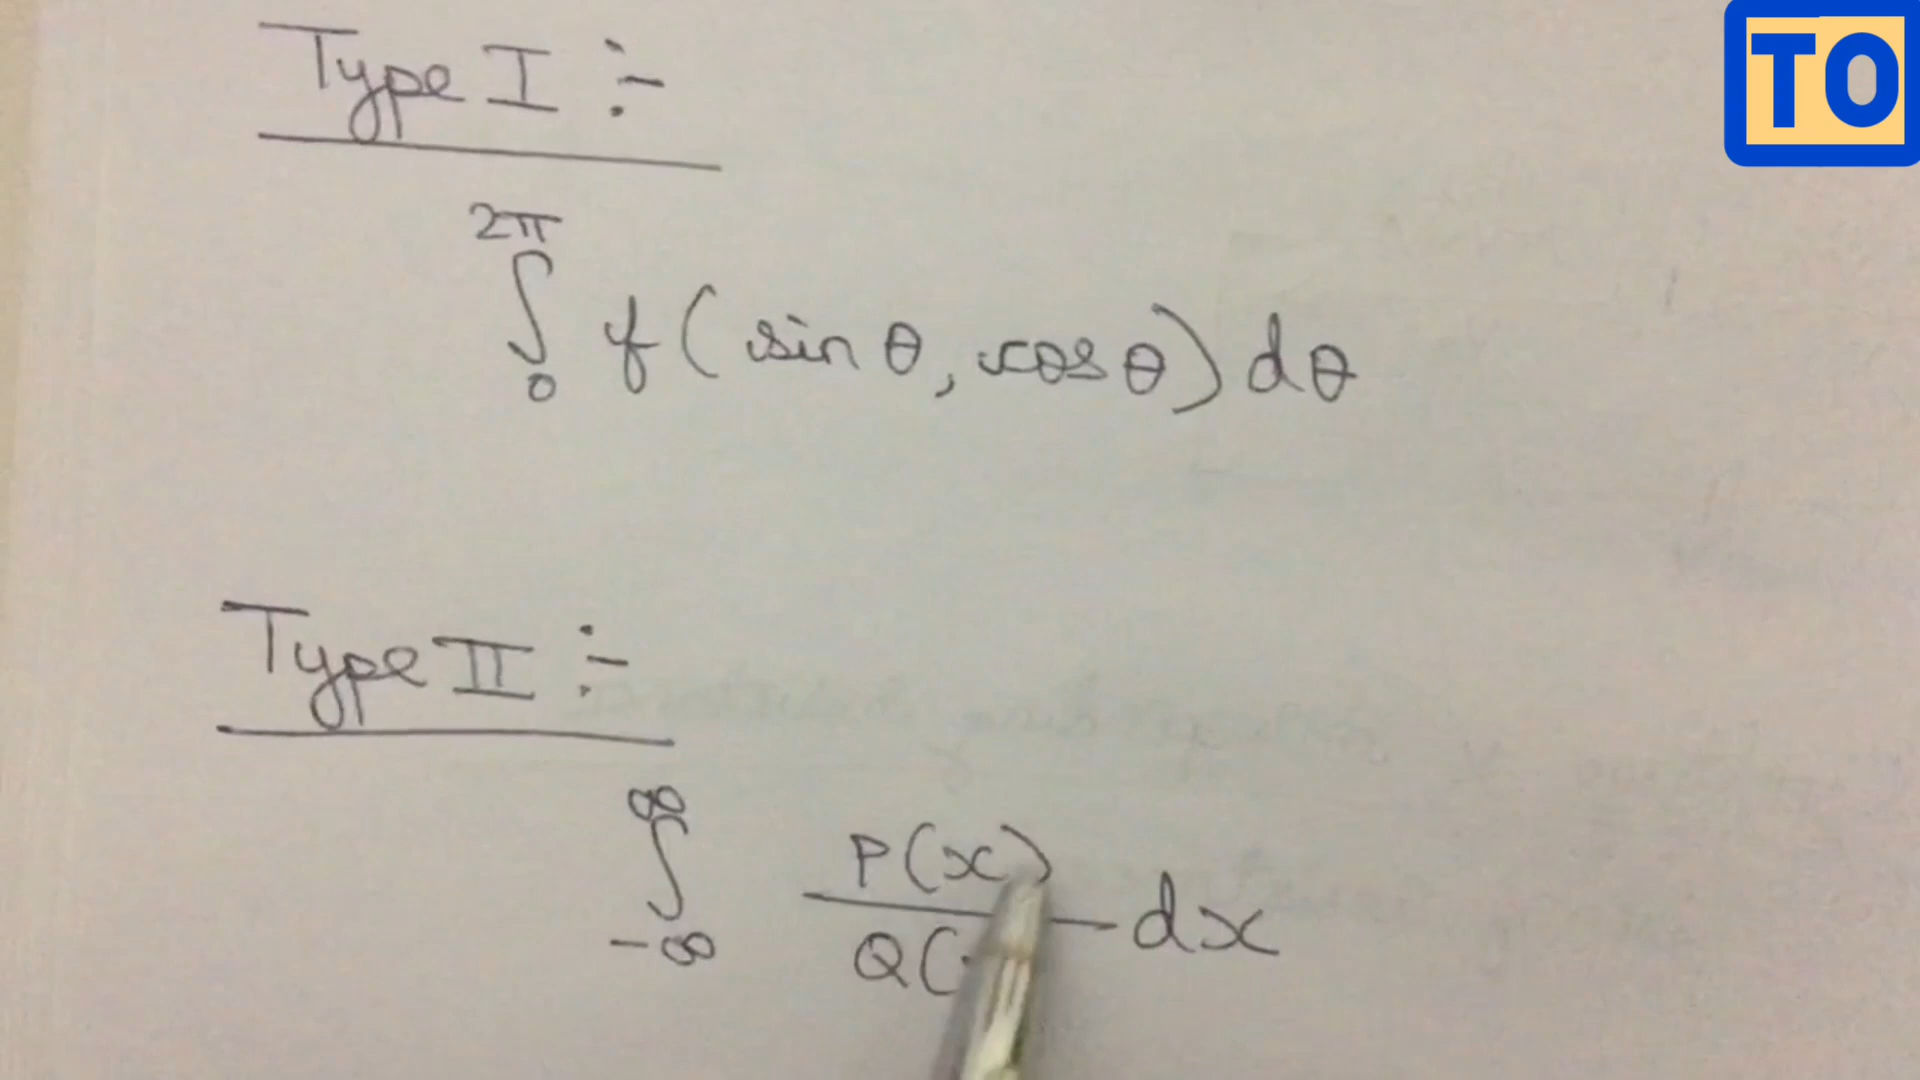 TO
Type I :-
2π
∫ f(sin θ, cos θ) dθ
0
Type II :-
∞
∫ P(x)/Q( dx
-∞